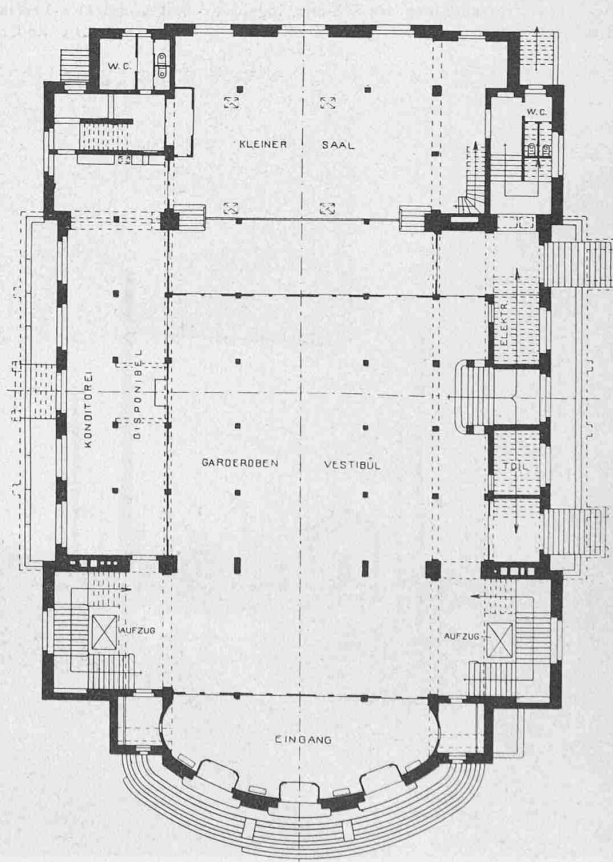 W.C.
W.C.
KLEINER SAAL
ELEKTR.
KONDITOREI
DISPONIBEL
GARDEROBEN VESTIBÜL
TOIL
AUFZUG
AUFZUG
EINGANG